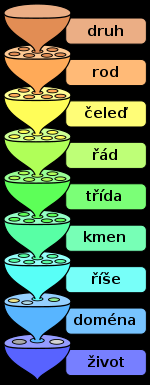 druh
rod
čeleď
řád
třída
kmen
říše
doména
život